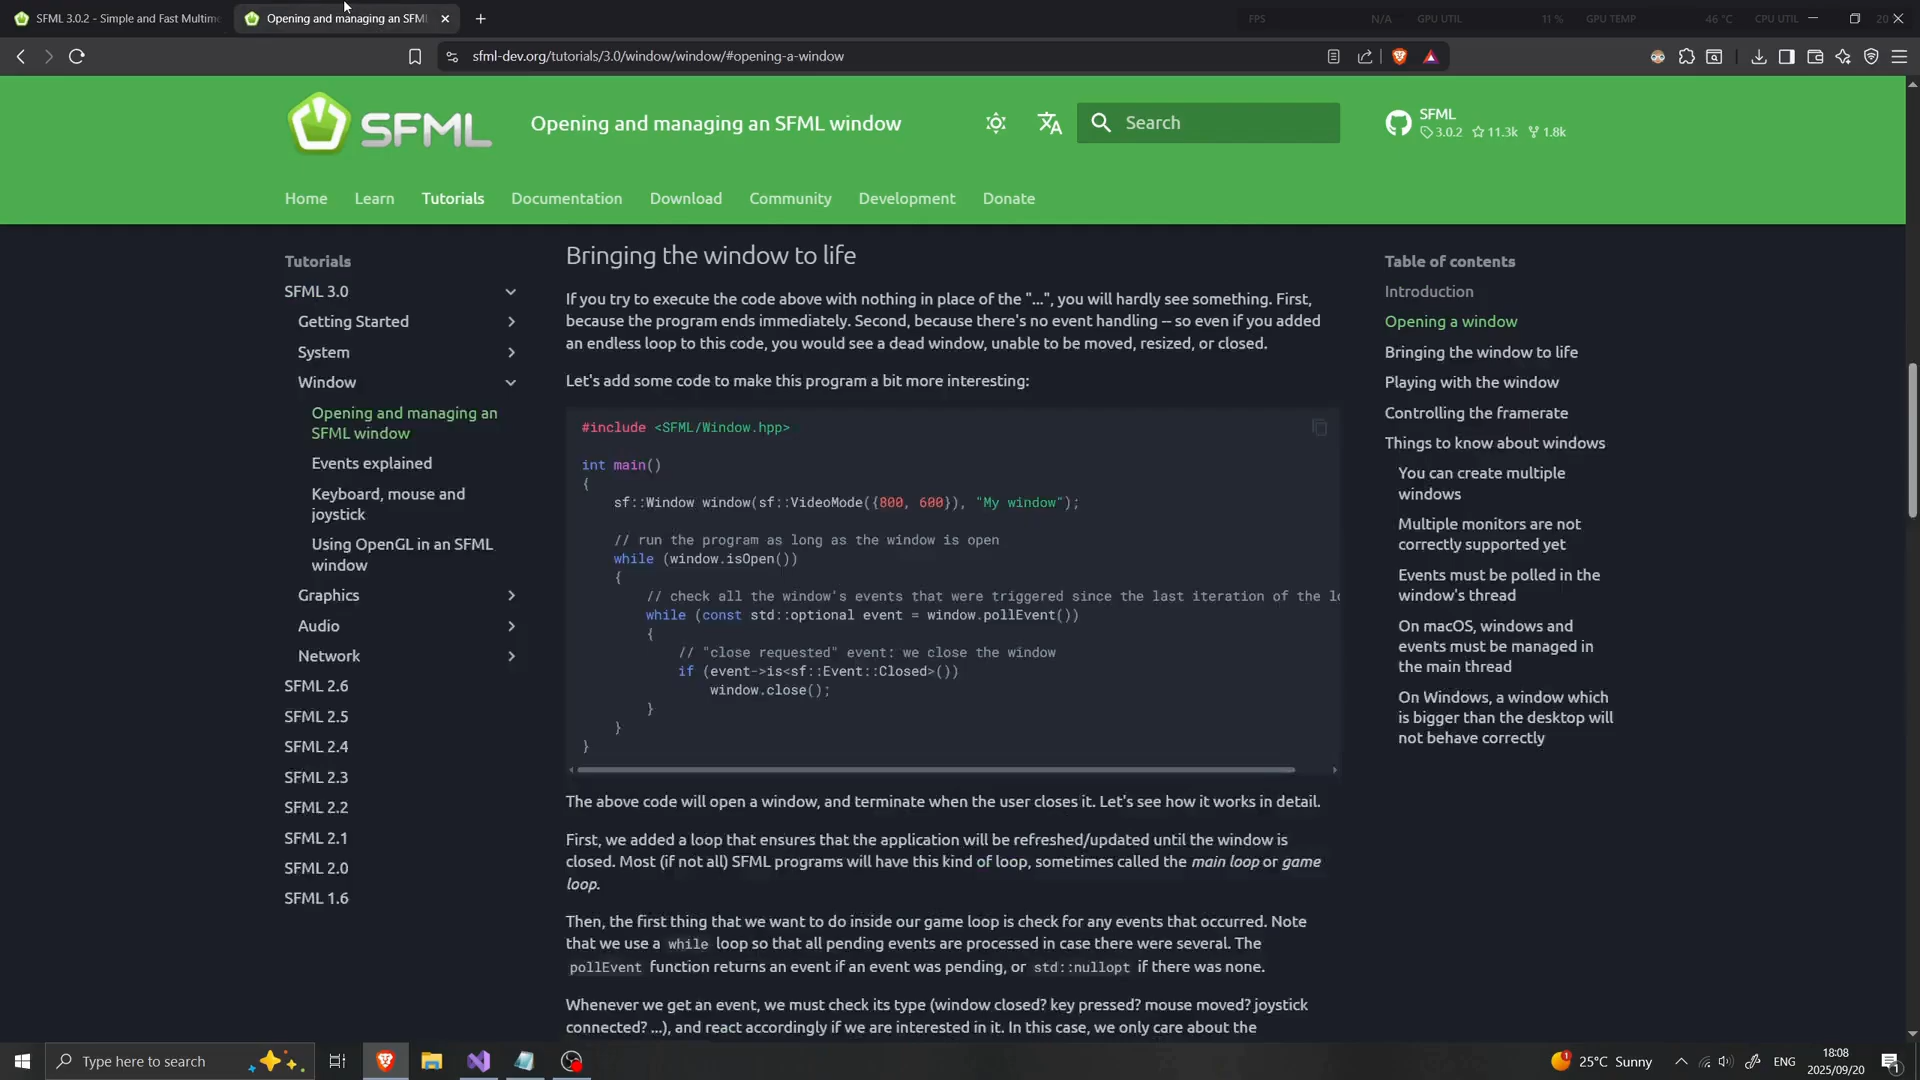 SFML 3.0.2 - Simple and Fast Multime
Opening and managing an SFML
FPS N/A GPU UTIL 11 % GPU TEMP 46 °C CPU UTIL 20
sfml-dev.org/tutorials/3.0/window/window/#opening-a-window
SFML
Opening and managing an SFML window
Search
SFML
3.0.2 11.3k 1.8k
Home Learn Tutorials Documentation Download Community Development Donate
Tutorials
SFML 3.0
Getting Started
System
Window
Opening and managing an
SFML window
Events explained
Keyboard, mouse and
joystick
Using OpenGL in an SFML
window
Graphics
Audio
Network
SFML 2.6
SFML 2.5
SFML 2.4
SFML 2.3
SFML 2.2
SFML 2.1
SFML 2.0
SFML 1.6
Bringing the window to life
If you try to execute the code above with nothing in place of the "...", you will hardly see something. First,
because the program ends immediately. Second, because there's no event handling -- so even if you added
an endless loop to this code, you would see a dead window, unable to be moved, resized, or closed.
Let's add some code to make this program a bit more interesting:
#include <SFML/Window.hpp>
int main()
{
sf::Window window(sf::VideoMode({800, 600}), "My window");
// run the program as long as the window is open
while (window.isOpen())
{
// check all the window's events that were triggered since the last iteration of the lo
while (const std::optional event = window.pollEvent())
{
// "close requested" event: we close the window
if (event->is<sf::Event::Closed>())
window.close();
}
}
}
The above code will open a window, and terminate when the user closes it. Let's see how it works in detail.
First, we added a loop that ensures that the application will be refreshed/updated until the window is
closed. Most (if not all) SFML programs will have this kind of loop, sometimes called the main loop or game
loop.
Then, the first thing that we want to do inside our game loop is check for any events that occurred. Note
that we use a while loop so that all pending events are processed in case there were several. The
pollEvent function returns an event if an event was pending, or std::nullopt if there was none.
Whenever we get an event, we must check its type (window closed? key pressed? mouse moved? joystick
connected? ...), and react accordingly if we are interested in it. In this case, we only care about the
Table of contents
Introduction
Opening a window
Bringing the window to life
Playing with the window
Controlling the framerate
Things to know about windows
You can create multiple
windows
Multiple monitors are not
correctly supported yet
Events must be polled in the
window's thread
On macOS, windows and
events must be managed in
the main thread
On Windows, a window which
is bigger than the desktop will
not behave correctly
Type here to search
1
25°C Sunny
ENG
18:08
2025/09/20
1